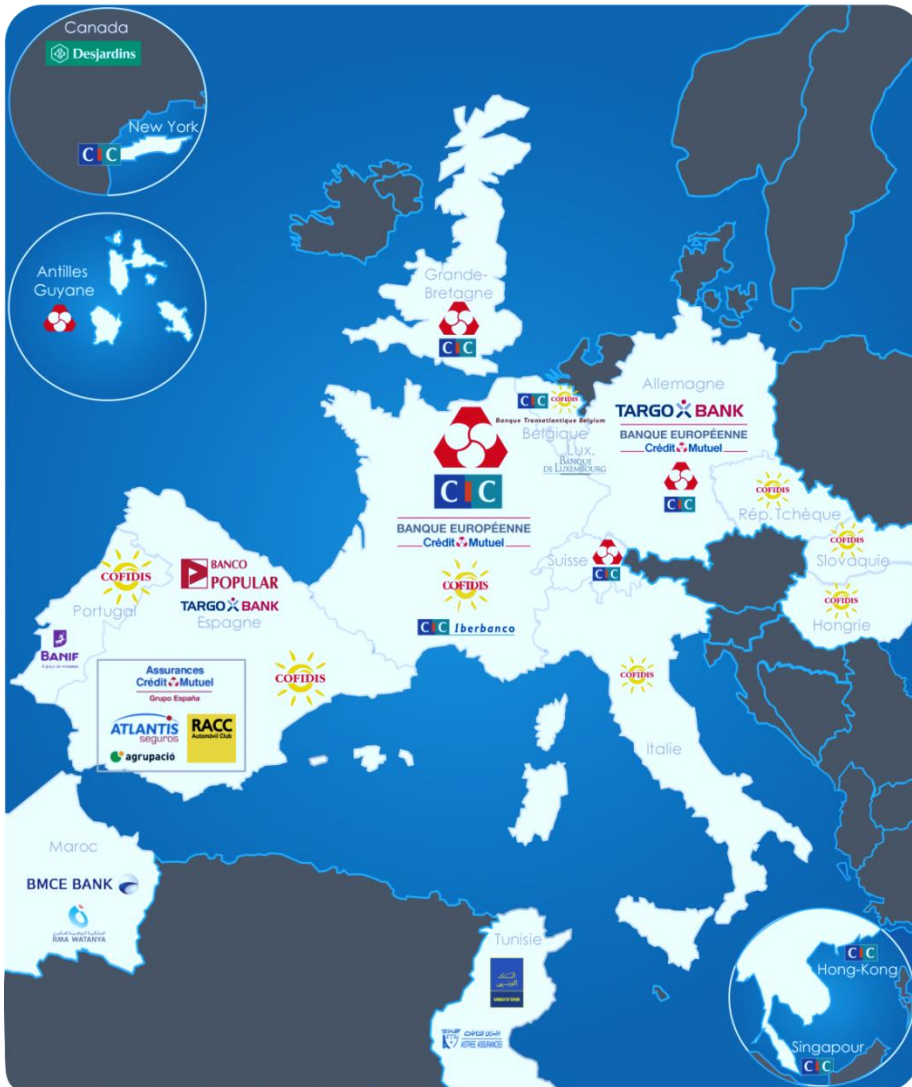 Canada
Desjardins
New York
CIC
Antilles
Guyane
Grande-
Bretagne
CIC
CIC
COFIDIS
Banque Transatlantique Belgium
Belgique
Lux.
BANQUE
DE LUXEMBOURG
Allemagne
TARGO BANK
BANQUE EUROPÉENNE
Crédit Mutuel
CIC
CIC
BANQUE EUROPÉENNE
Crédit Mutuel
COFIDIS
CIC Iberbanco
COFIDIS
Rép. Tchèque
COFIDIS
Slovaquie
COFIDIS
Hongrie
Suisse
CIC
COFIDIS
Portugal
BANIF
BANCO
POPULAR
TARGO BANK
Espagne
Assurances
Crédit Mutuel
Grupo España
ATLANTIS
seguros
RACC
Automóvil Club
agrupació
COFIDIS
COFIDIS
Italie
Maroc
BMCE BANK
RMA WATANYA
Tunisie
BANQUE DE TUNISIE
ASTREE ASSURANCES
CIC
Hong-Kong
Singapour
CIC